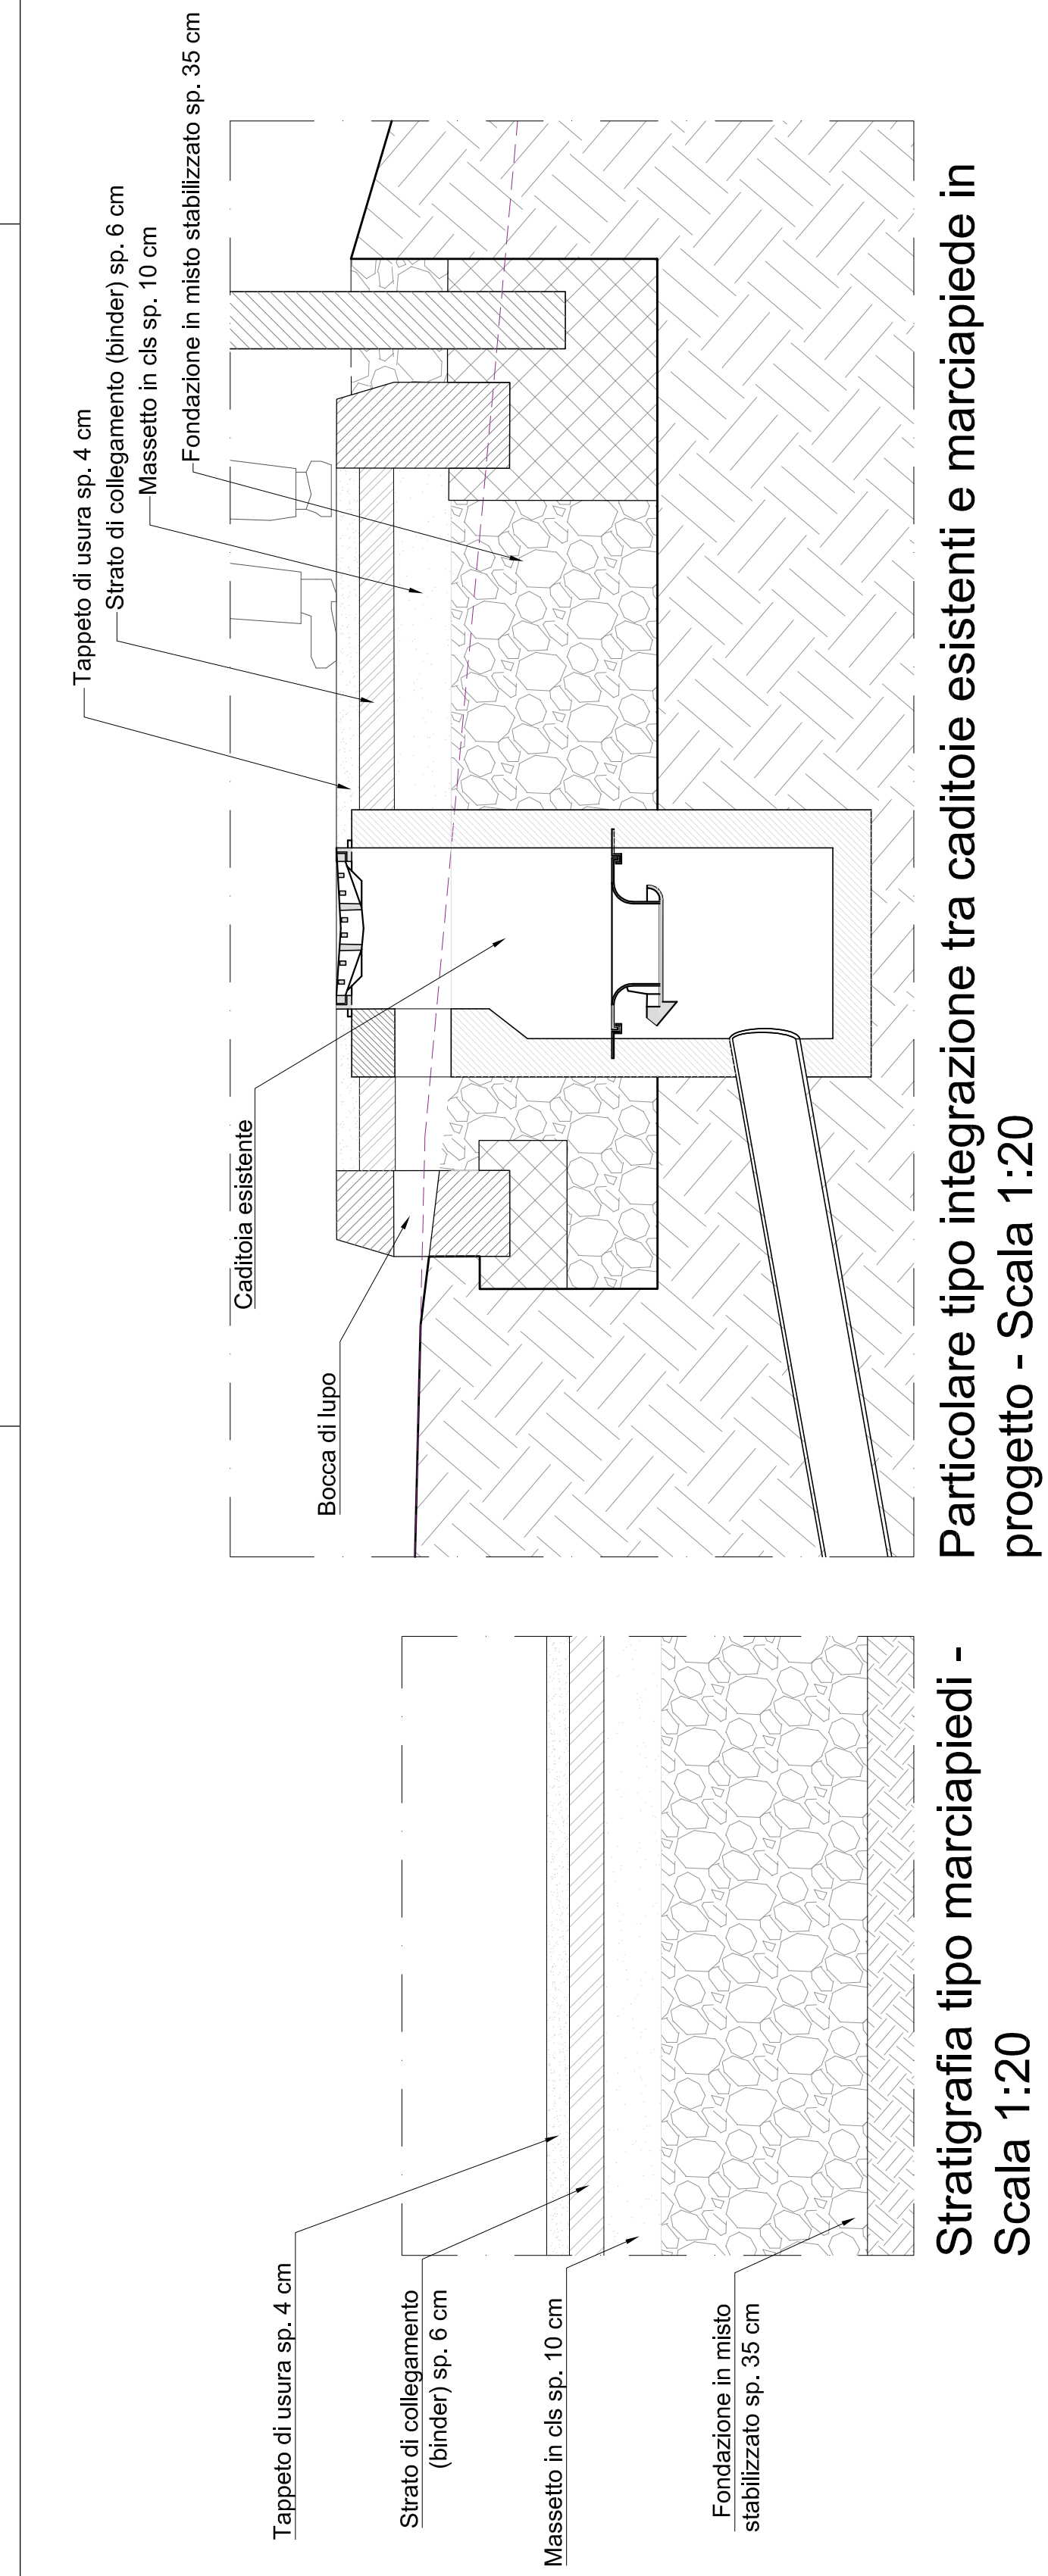 Tappeto di usura sp. 4 cm
Strato di collegamento
(binder) sp. 6 cm
Massetto in cls sp. 10 cm
Fondazione in misto
stabilizzato sp. 35 cm
Stratigrafia tipo marciapiedi -
Scala 1:20
Tappeto di usura sp. 4 cm
Strato di collegamento (binder) sp. 6 cm
Massetto in cls sp. 10 cm
Fondazione in misto stabilizzato sp. 35 cm
Caditoia esistente
Bocca di lupo
Particolare tipo integrazione tra caditoie esistenti e marciapiede in
progetto - Scala 1:20